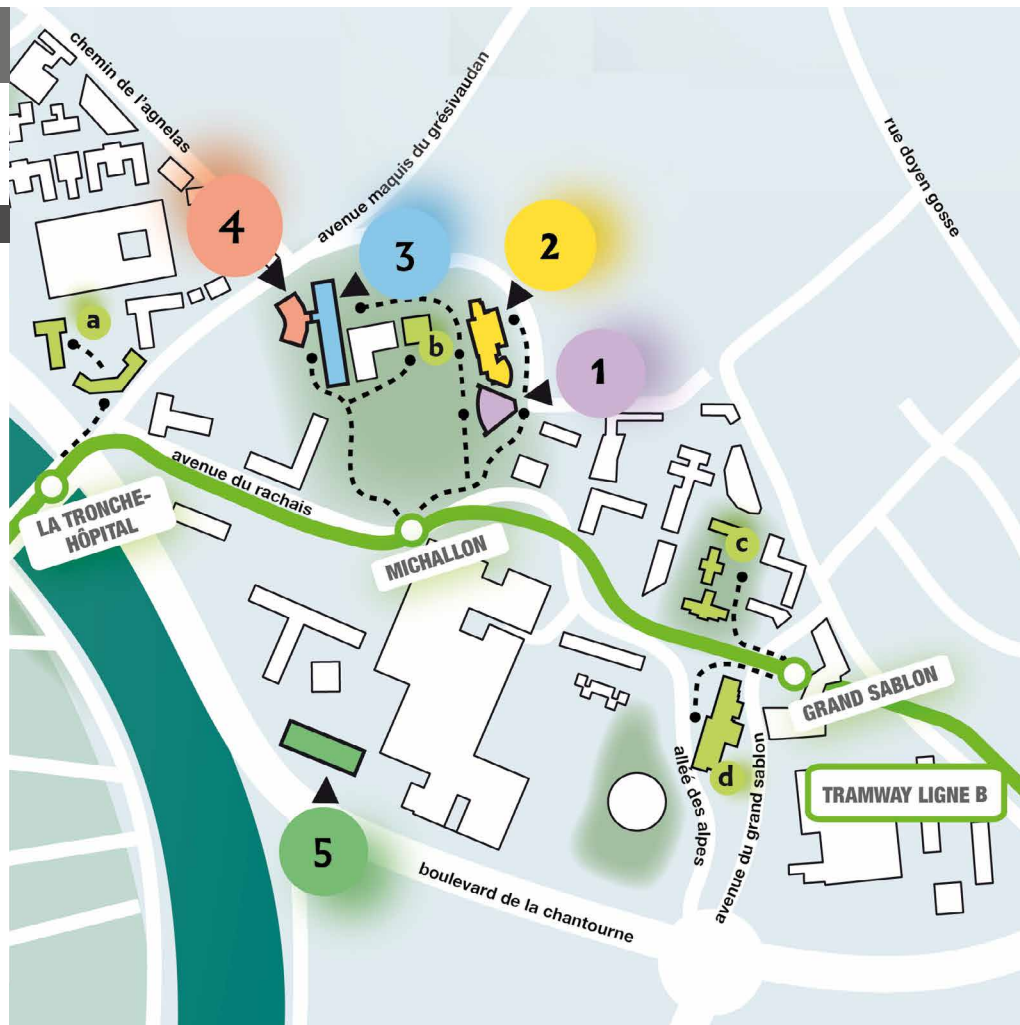 chemin de l'agnelas
avenue maquis du grésivaudan
rue doyen gosse
4
3
2
1
a
b
avenue du rachais
LA TRONCHE-
HÔPITAL
MICHALLON
c
GRAND SABLON
d
TRAMWAY LIGNE B
allée des alpes
avenue du grand sablon
5
boulevard de la chantourne